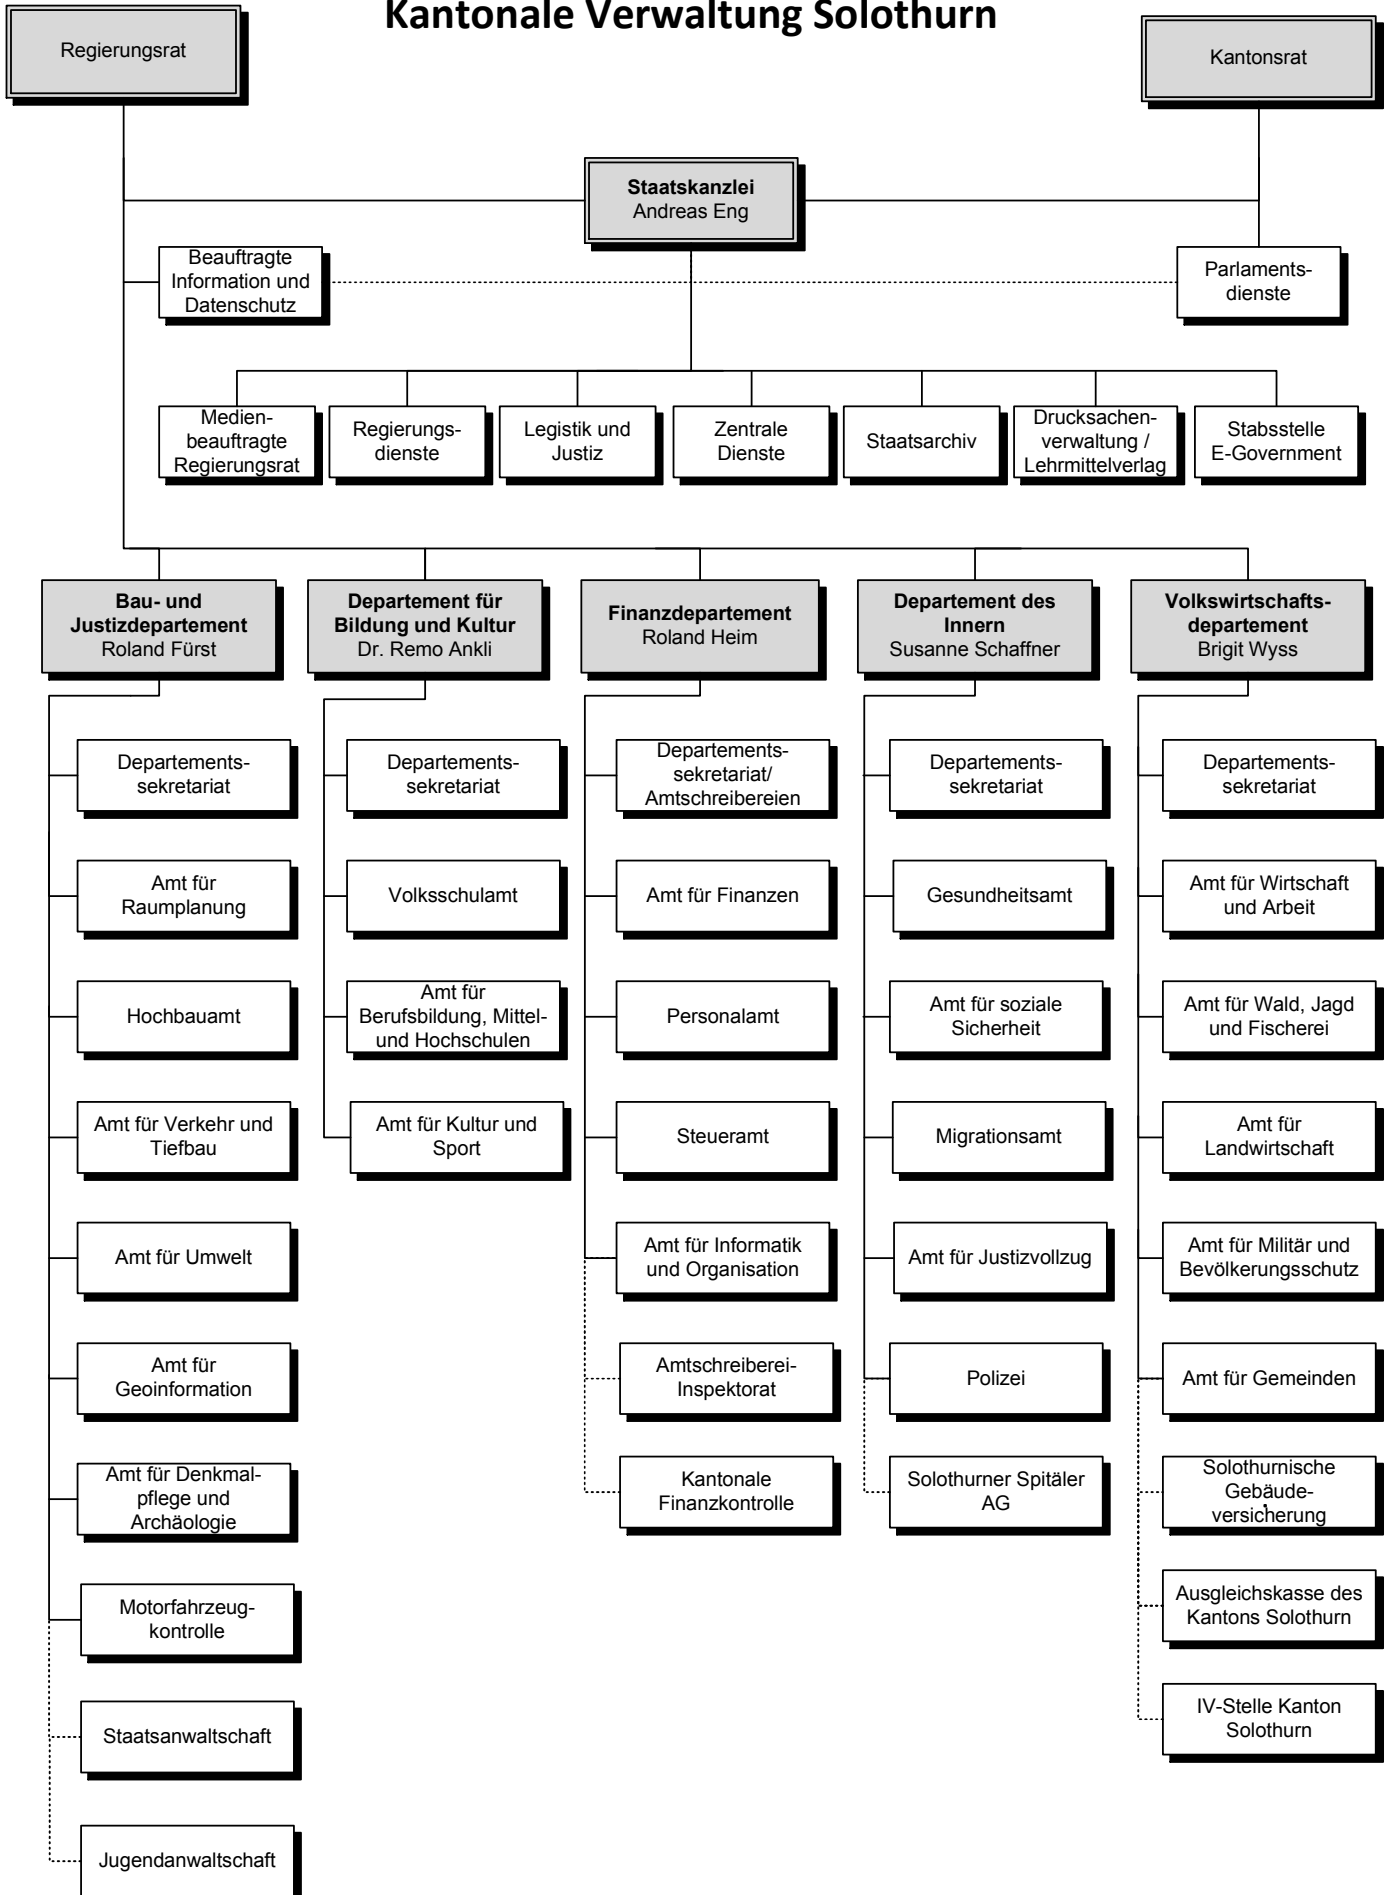 Kantonale Verwaltung Solothurn
Regierungsrat
Kantonsrat
Staatskanzlei
Andreas Eng
Beauftragte
Information und
Datenschutz
Parlaments-
dienste
Medien-
beauftragte
Regierungsrat
Regierungs-
dienste
Legistik und
Justiz
Zentrale
Dienste
Staatsarchiv
Drucksachen-
verwaltung /
Lehrmittelverlag
Stabsstelle
E-Government
Bau- und
Justizdepartement
Roland Fürst
Departement für
Bildung und Kultur
Dr. Remo Ankli
Finanzdepartement
Roland Heim
Departement des
Innern
Susanne Schaffner
Volkswirtschafts-
departement
Brigit Wyss
Departements-
sekretariat
Amt für
Raumplanung
Hochbauamt
Amt für Verkehr und
Tiefbau
Amt für Umwelt
Amt für
Geoinformation
Amt für Denkmal-
pflege und
Archäologie
Motorfahrzeug-
kontrolle
Staatsanwaltschaft
Jugendanwaltschaft
Departements-
sekretariat
Volksschulamt
Amt für
Berufsbildung, Mittel-
und Hochschulen
Amt für Kultur und
Sport
Departements-
sekretariat/
Amtschreibereien
Amt für Finanzen
Personalamt
Steueramt
Amt für Informatik
und Organisation
Amtschreiberei-
Inspektorat
Kantonale
Finanzkontrolle
Departements-
sekretariat
Gesundheitsamt
Amt für soziale
Sicherheit
Migrationsamt
Amt für Justizvollzug
Polizei
Solothurner Spitäler
AG
Departements-
sekretariat
Amt für Wirtschaft
und Arbeit
Amt für Wald, Jagd
und Fischerei
Amt für
Landwirtschaft
Amt für Militär und
Bevölkerungsschutz
Amt für Gemeinden
Solothurnische
Gebäude-
versicherung
Ausgleichskasse des
Kantons Solothurn
IV-Stelle Kanton
Solothurn